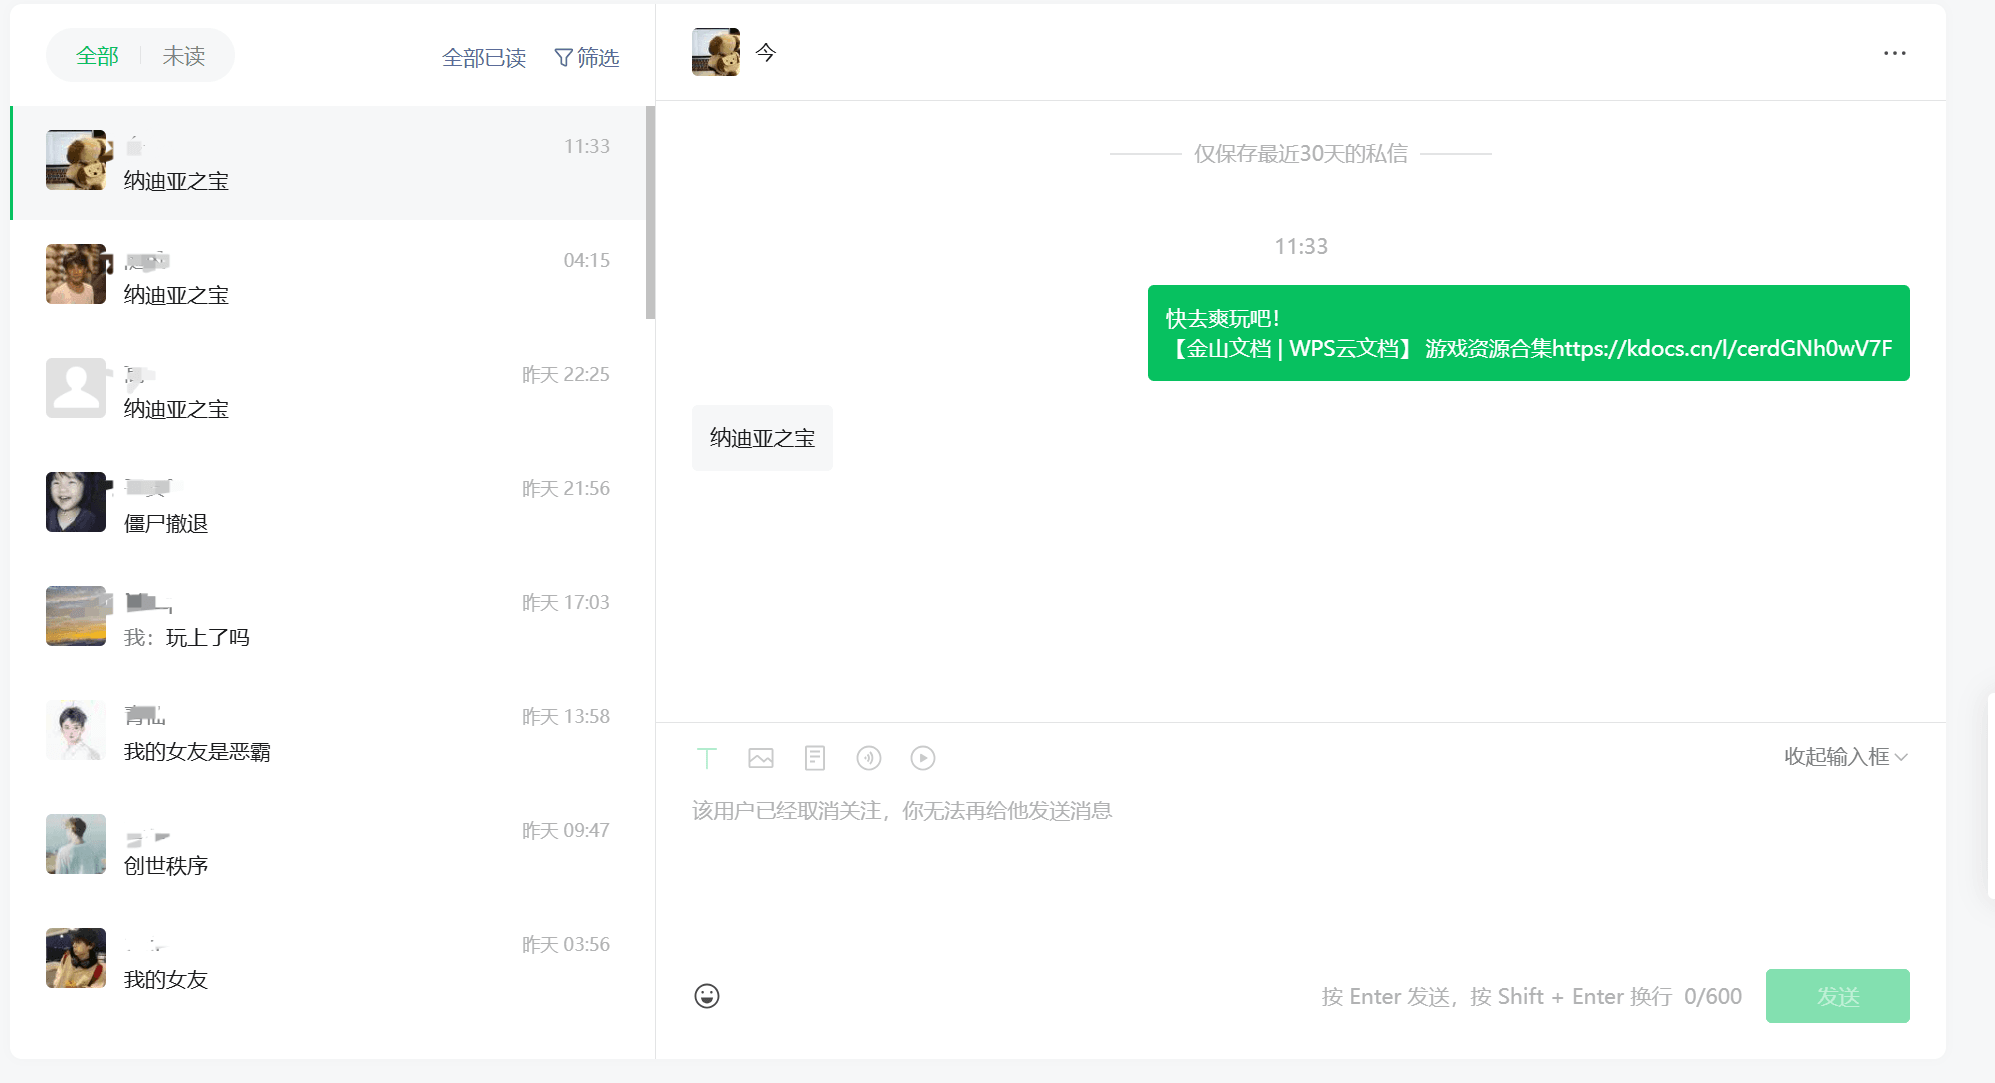 全部
未读
全部已读
筛选
11:33
纳迪亚之宝
04:15
纳迪亚之宝
昨天 22:25
纳迪亚之宝
昨天 21:56
僵尸撤退
昨天 17:03
我：玩上了吗
昨天 13:58
我的女友是恶霸
昨天 09:47
创世秩序
昨天 03:56
我的女友
今
仅保存最近30天的私信
11:33
快去爽玩吧！
【金山文档 | WPS云文档】 游戏资源合集https://kdocs.cn/l/cerdGNh0wV7F
纳迪亚之宝
收起输入框
该用户已经取消关注，你无法再给他发送消息
按 Enter 发送，按 Shift + Enter 换行 0/600
发送